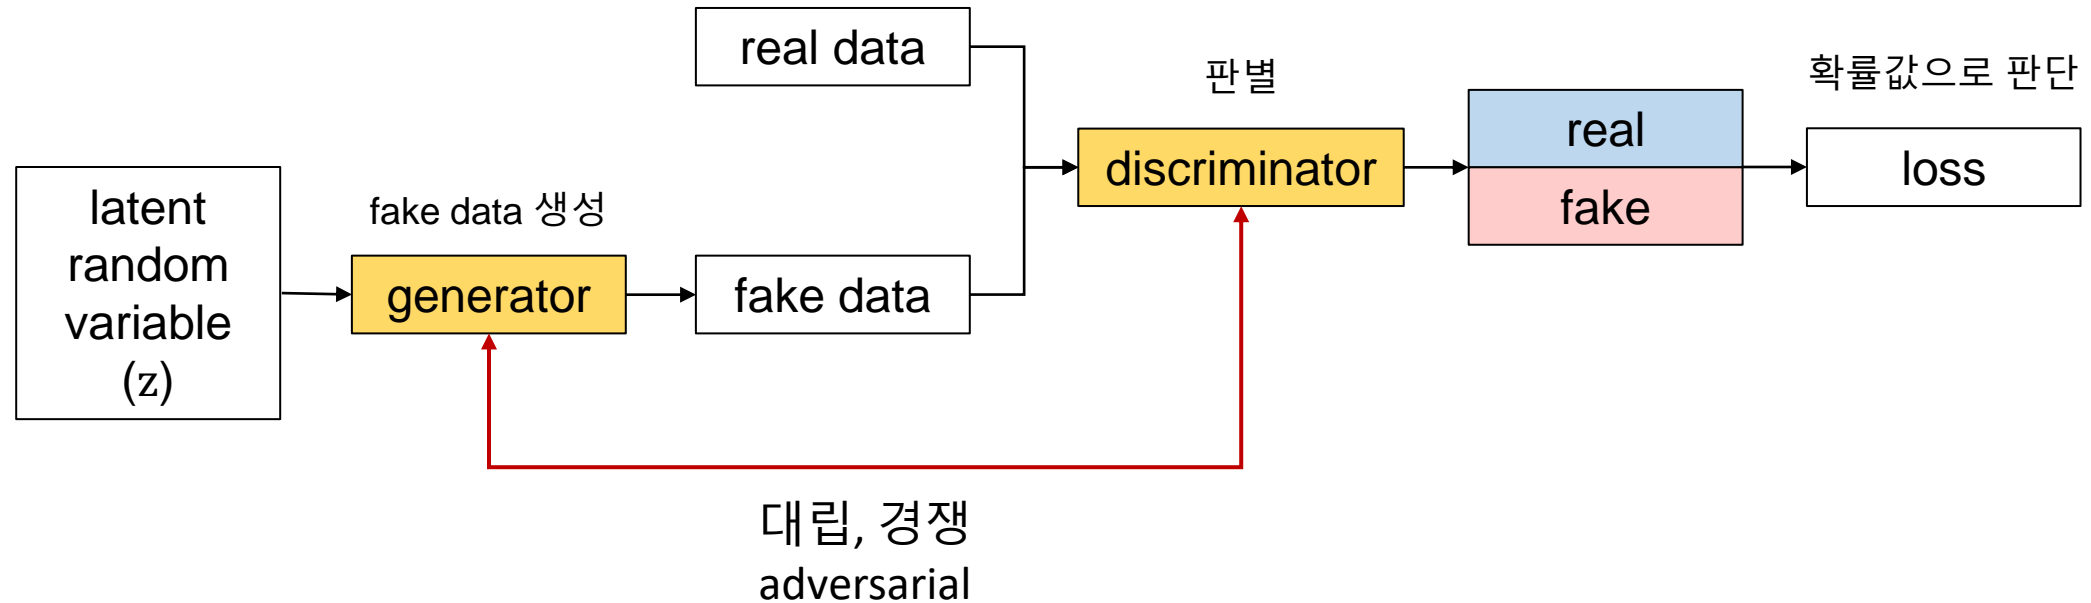 real data
판별
확률값으로 판단
real
fake
discriminator
loss
latent
random
variable
(z)
fake data 생성
generator
fake data
대립, 경쟁
adversarial